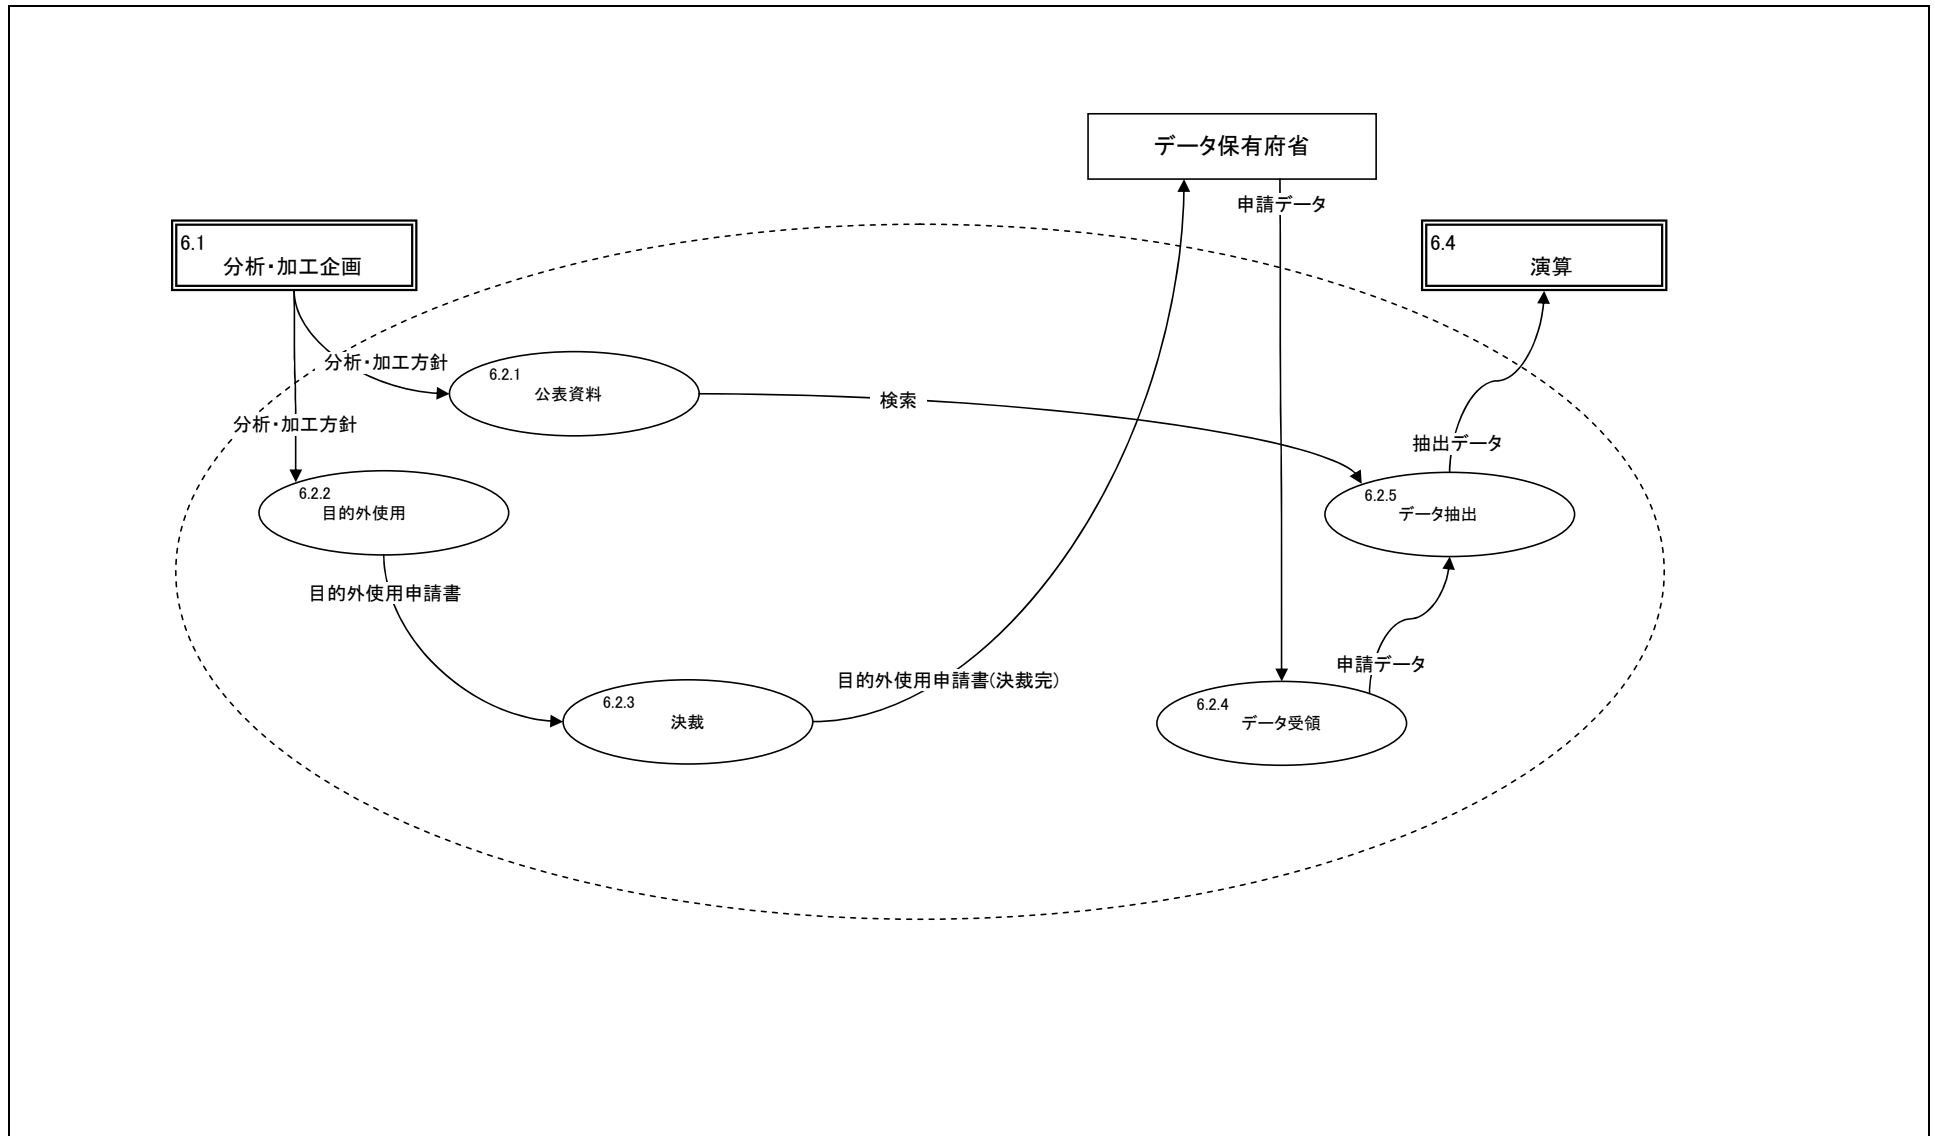 データ保有府省
申請データ
6.1
分析・加工企画
6.4
演算
分析・加工方針
6.2.1
公表資料
検索
分析・加工方針
抽出データ
6.2.2
目的外使用
6.2.5
データ抽出
目的外使用申請書
申請データ
目的外使用申請書(決裁完)
6.2.3
決裁
6.2.4
データ受領